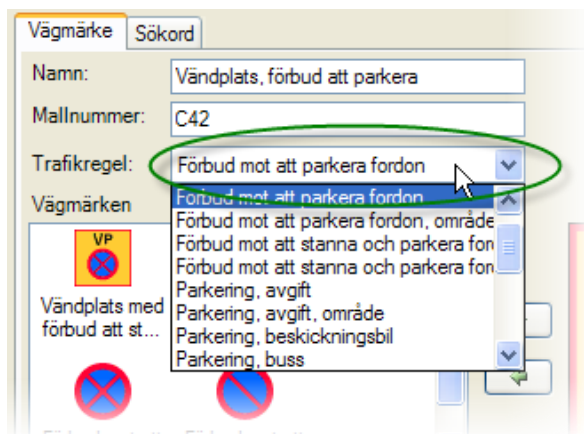 Vägmärke Sökord
Namn: Vändplats, förbud att parkera
Mallnummer: C42
Trafikregel: Förbud mot att parkera fordon
Vägmärken
Förbud mot att parkera fordon
Förbud mot att parkera fordon, område
Förbud mot att stanna och parkera for
Förbud mot att stanna och parkera for
Parkering, avgift
Parkering, avgift, område
Parkering, beskickningsbil
Parkering, buss
VP
Vändplats med
förbud att st...